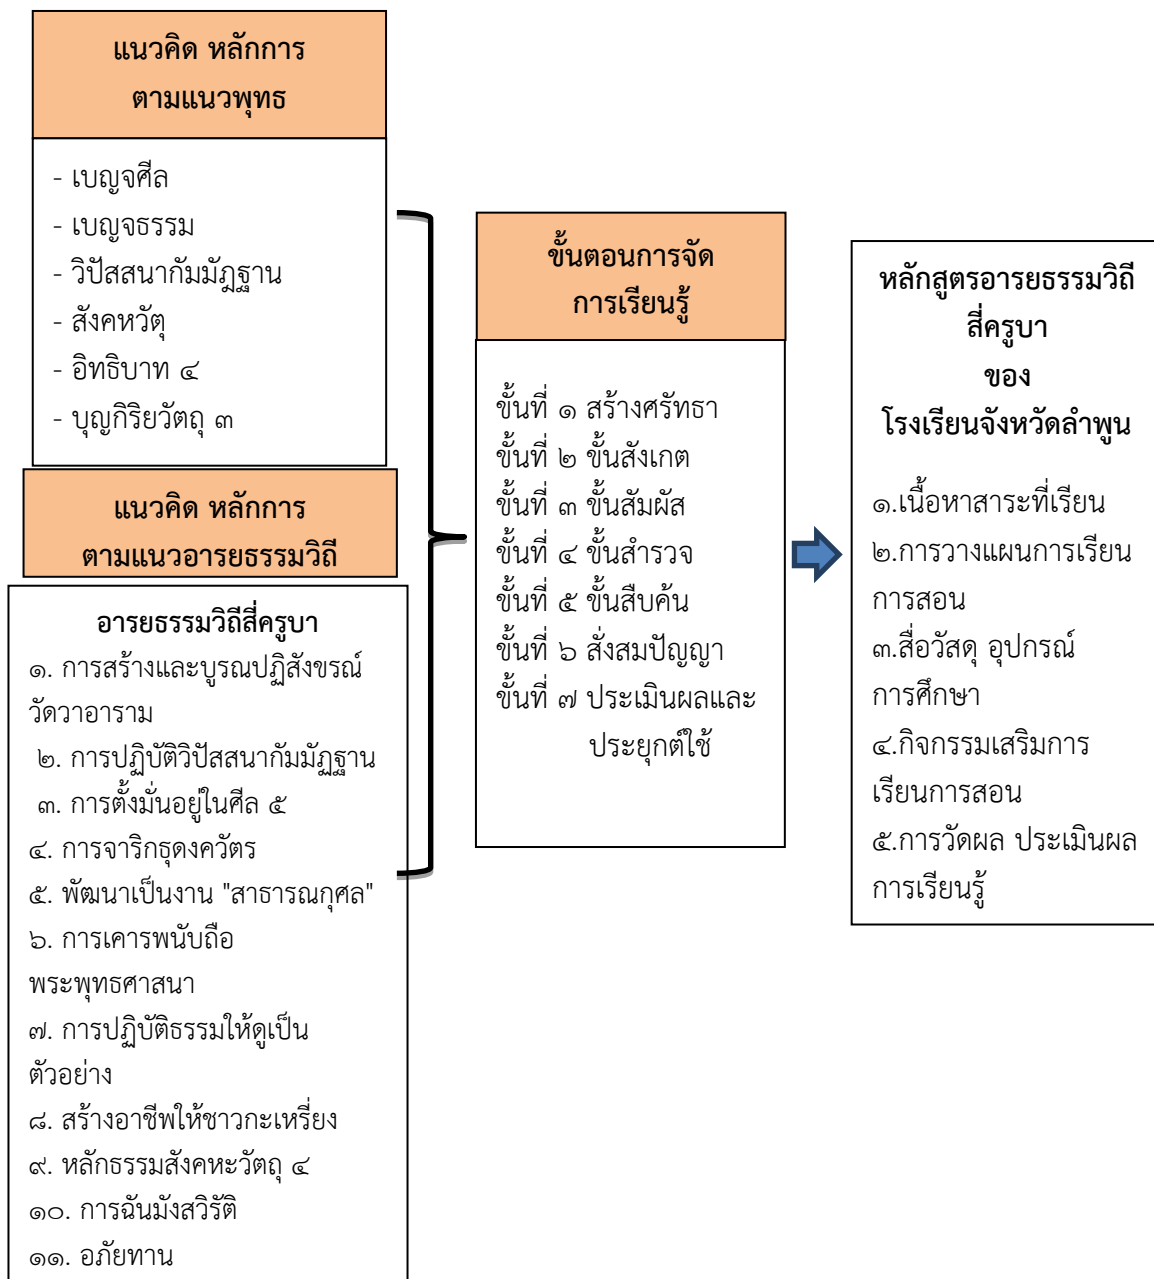 แนวคิด หลักการ
ตามแนวพุทธ
- เบญจศีล
- เบญจธรรม
- วิปัสสนากัมมัฏฐาน
- สังคหวัตุ
- อิทธิบาท ๔
- บุญกิริยวัตถุ ๓
แนวคิด หลักการ
ตามแนวอารยธรรมวิถี
อารยธรรมวิถีสี่ครูบา
๑. การสร้างและบูรณปฏิสังขรณ์
วัดวาอาราม
๒. การปฏิบัติวิปัสสนากัมมัฏฐาน
๓. การตั้งมั่นอยู่ในศีล ๕
๔. การจาริกธุดงควัตร
๕. พัฒนาเป็นงาน "สาธารณกุศล"
๖. การเคารพนับถือ
พระพุทธศาสนา
๗. การปฏิบัติธรรมให้ดูเป็น
ตัวอย่าง
๘. สร้างอาชีพให้ชาวกะเหรี่ยง
๙. หลักธรรมสังคหะวัตถุ ๔
๑๐. การฉันมังสวิรัติ
๑๑. อภัยทาน
ขั้นตอนการจัด
การเรียนรู้
ขั้นที่ ๑ สร้างศรัทธา
ขั้นที่ ๒ ขั้นสังเกต
ขั้นที่ ๓ ขั้นสัมผัส
ขั้นที่ ๔ ขั้นสำรวจ
ขั้นที่ ๕ ขั้นสืบค้น
ขั้นที่ ๖ สั่งสมปัญญา
ขั้นที่ ๗ ประเมินผลและ
ประยุกต์ใช้
หลักสูตรอารยธรรมวิถี
สี่ครูบา
ของ
โรงเรียนจังหวัดลำพูน
๑.เนื้อหาสาระที่เรียน
๒.การวางแผนการเรียน
การสอน
๓.สื่อวัสดุ อุปกรณ์
การศึกษา
๔.กิจกรรมเสริมการ
เรียนการสอน
๕.การวัดผล ประเมินผล
การเรียนรู้